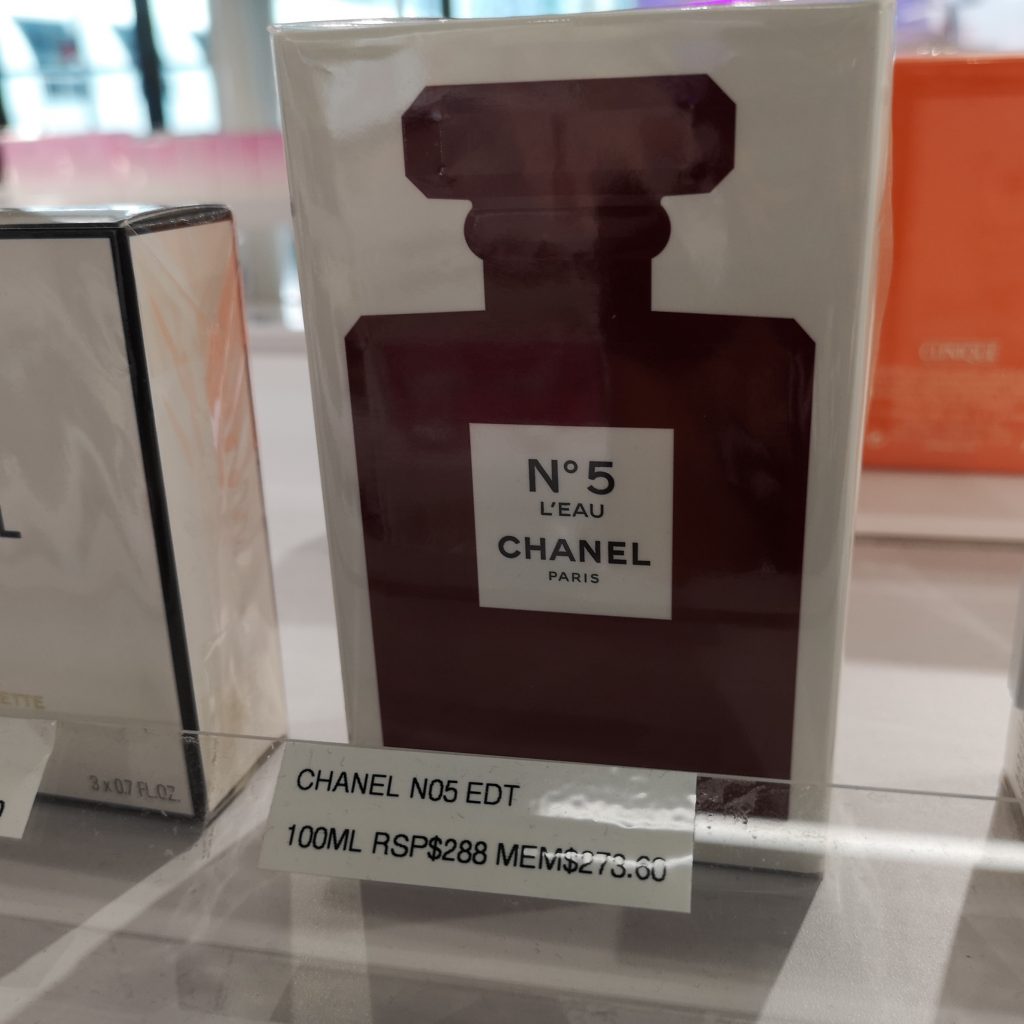 N°5
L'EAU
CHANEL
PARIS
CLINIQUE
ETTE
3 x 0.7 FL.OZ.
CHANEL N05 EDT
100ML RSP$288 MEM$273.60